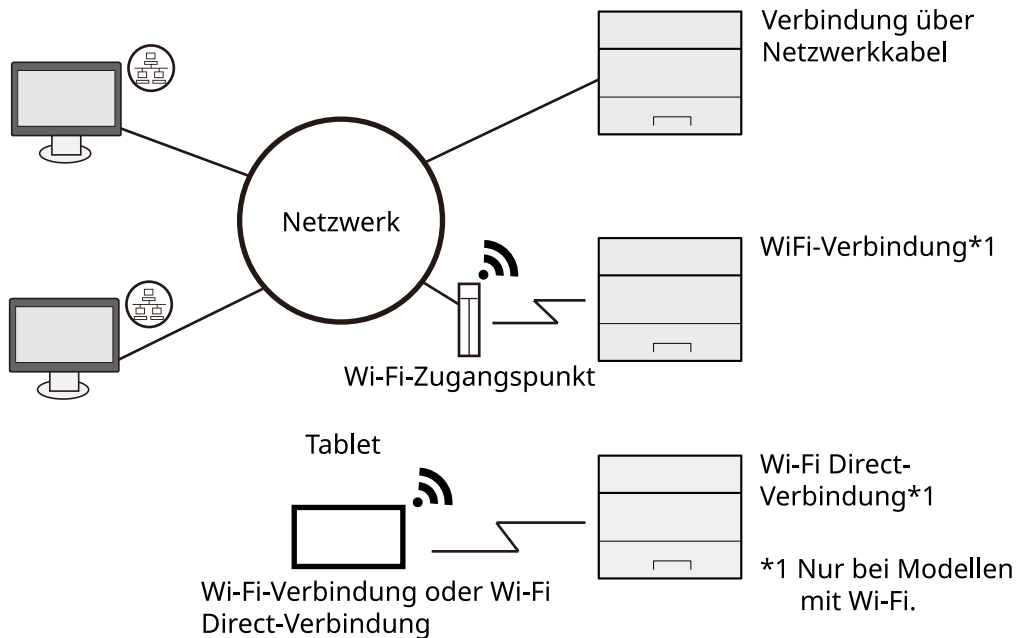 Verbindung über
Netzwerkkabel
Netzwerk
WiFi-Verbindung*1
Wi-Fi-Zugangspunkt
Tablet
Wi-Fi Direct-
Verbindung*1
*1 Nur bei Modellen
mit Wi-Fi.
Wi-Fi-Verbindung oder Wi-Fi
Direct-Verbindung